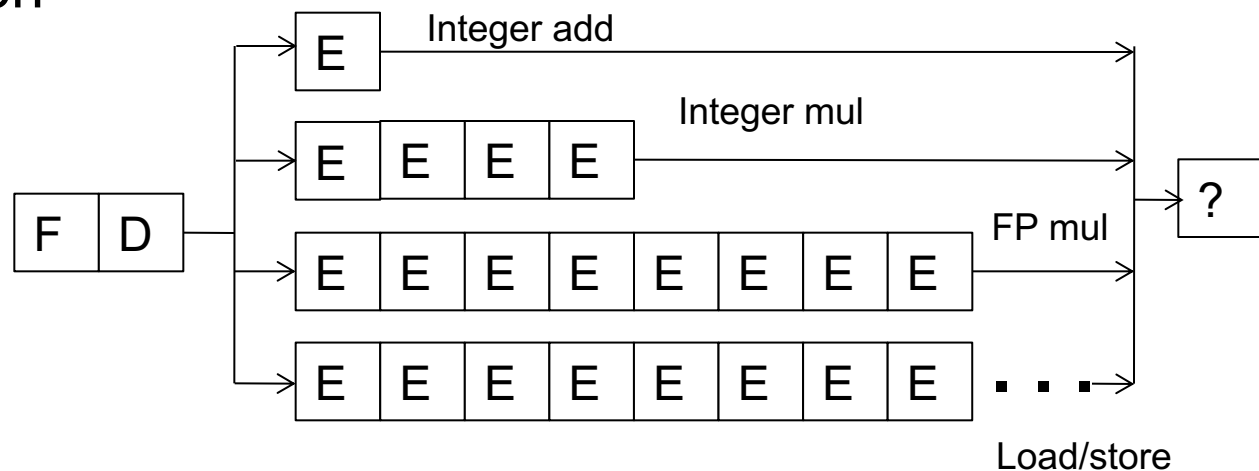 E
Integer add
E E E E
Integer mul
F D
?
E E E E E E E E
FP mul
E E E E E E E E . . .
Load/store